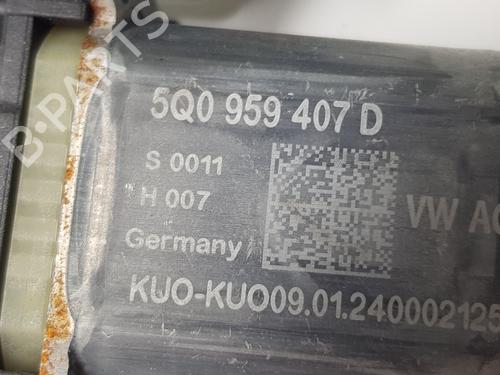 B-PARTS
5Q0 959 407 D
S 0011
H 007
VW AG
Germany
KUO-KUO09.01.240002125